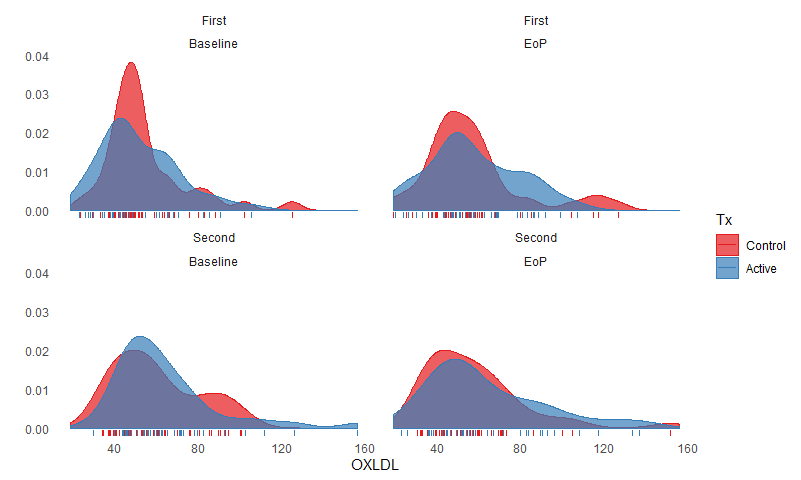 First First
Baseline EoP
0.04
0.03
0.02
0.01
0.00
Second Second
Baseline EoP
0.04
0.03
0.02
0.01
0.00
40 80 120 160 40 80 120 160
OXLDL
Tx
Control
Active